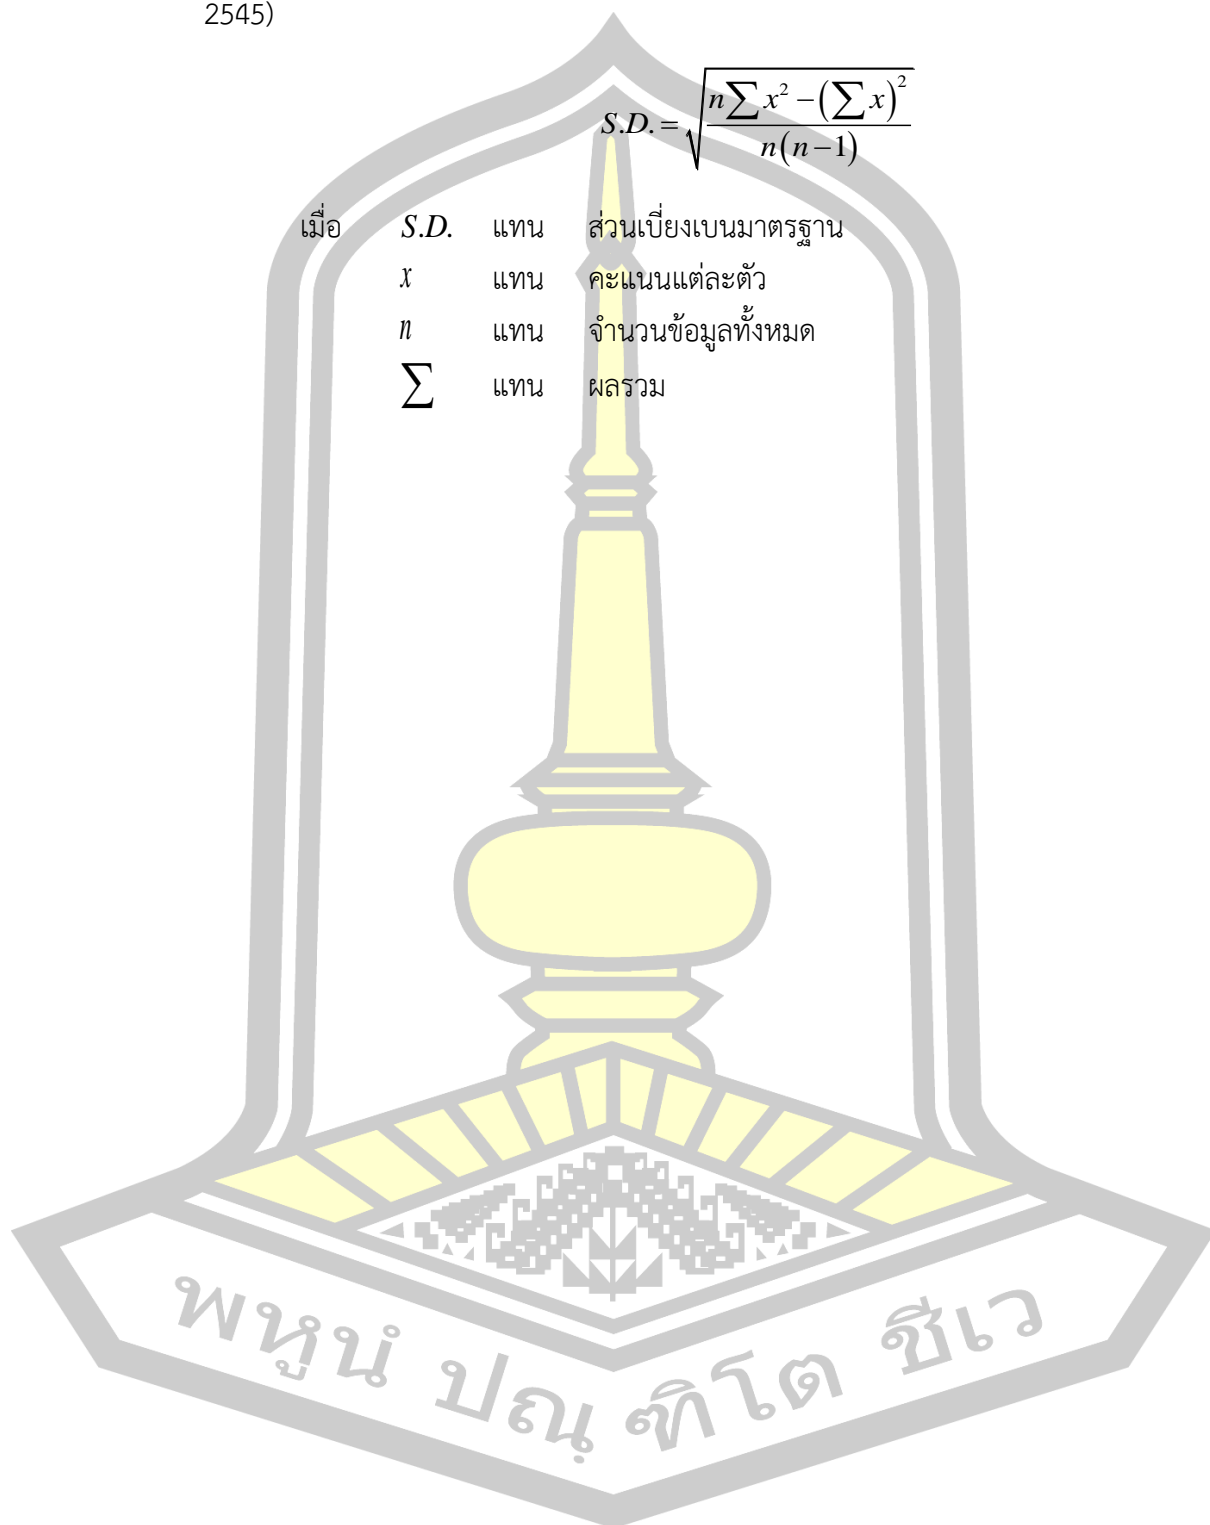 2545)
S.D. = √((n∑x² − (∑x)²) / (n(n−1)))
เมื่อ S.D. แทน ส่วนเบี่ยงเบนมาตรฐาน
x แทน คะแนนแต่ละตัว
n แทน จำนวนข้อมูลทั้งหมด
∑ แทน ผลรวม
พหูนํ ปณฺฑิโต ชีเว